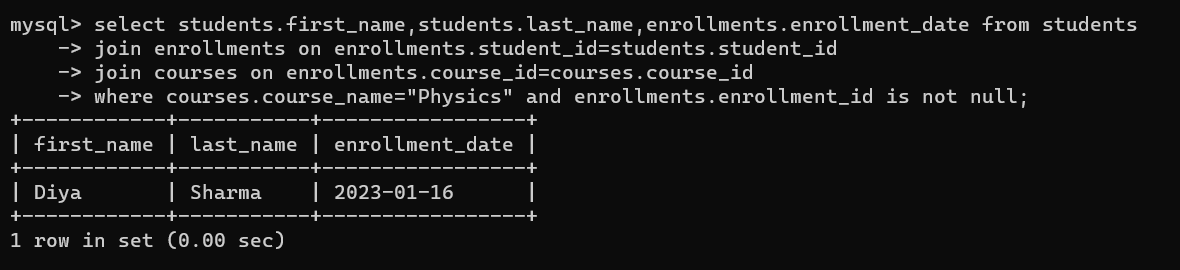 mysql> select students.first_name,students.last_name,enrollments.enrollment_date from students
    -> join enrollments on enrollments.student_id=students.student_id
    -> join courses on enrollments.course_id=courses.course_id
    -> where courses.course_name="Physics" and enrollments.enrollment_id is not null;
+------------+-----------+-----------------+
| first_name | last_name | enrollment_date |
+------------+-----------+-----------------+
| Diya       | Sharma    | 2023-01-16      |
+------------+-----------+-----------------+
1 row in set (0.00 sec)